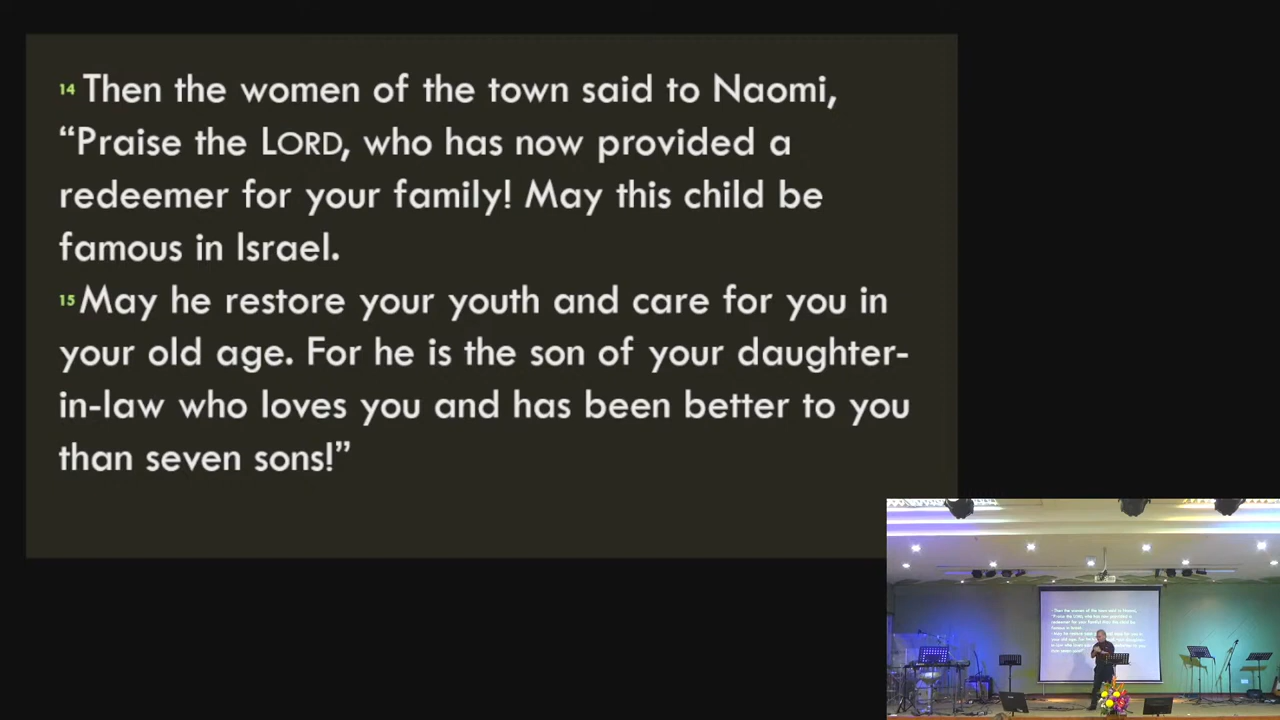 14 Then the women of the town said to Naomi,
“Praise the LORD, who has now provided a
redeemer for your family! May this child be
famous in Israel.
15 May he restore your youth and care for you in
your old age. For he is the son of your daughter-
in-law who loves you and has been better to you
than seven sons!”